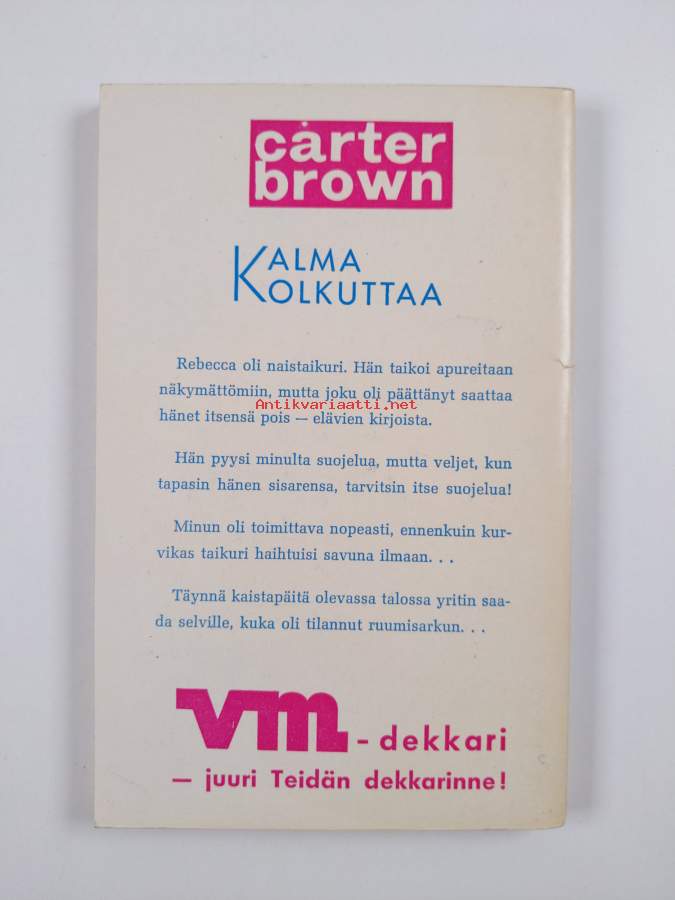 carter
brown
KALMA
KOLKUTTAA
Rebecca oli naistaikuri. Hän taikoi apureitaan
näkymättömiin, mutta joku oli päättänyt saattaa
Antikvariaatti.net
hänet itsensä pois — elävien kirjoista.
Hän pyysi minulta suojelua, mutta veljet, kun
tapasin hänen sisarensa, tarvitsin itse suojelua!
Minun oli toimittava nopeasti, ennenkuin kur-
vikas taikuri haihtuisi savuna ilmaan. . .
Täynnä kaistapäitä olevassa talossa yritin saa-
da selville, kuka oli tilannut ruumisarkun. . .
vm - dekkari
— juuri Teidän dekkarinne!